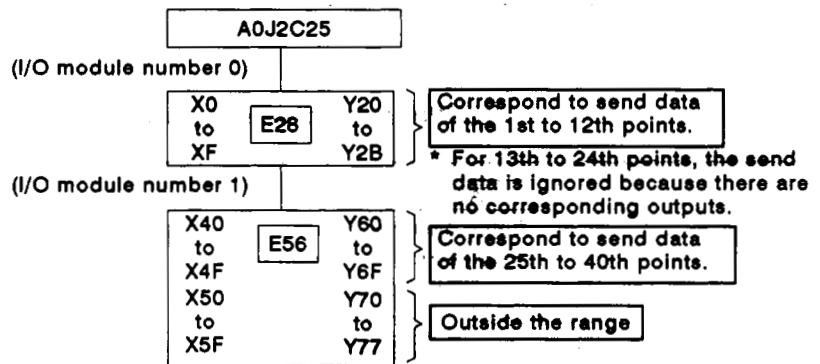 A0J2C25
(I/O module number 0)
X0 Y20
to E28 to
XF Y2B
Correspond to send data
of the 1st to 12th points.
* For 13th to 24th points, the send
data is ignored because there are
no corresponding outputs.
(I/O module number 1)
X40 Y60
to E56 to
X4F Y6F
Correspond to send data
of the 25th to 40th points.
X50 Y70
to to
X5F Y77
Outside the range